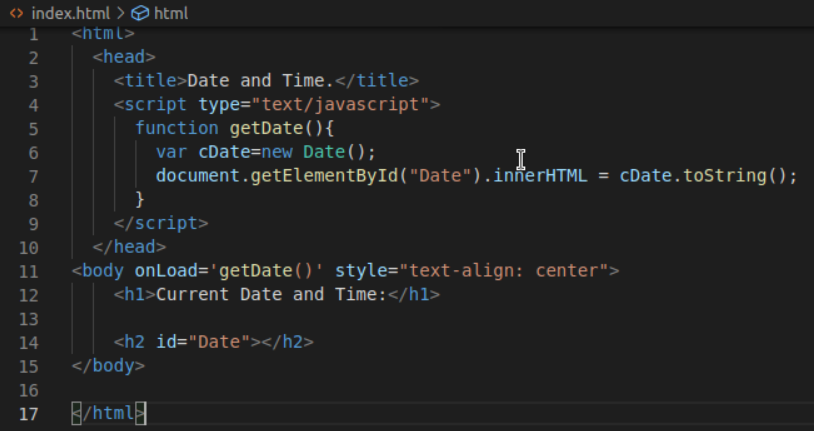 index.html > html
1 <html>
2 <head>
3 <title>Date and Time.</title>
4 <script type="text/javascript">
5 function getDate(){
6 var cDate=new Date();
7 document.getElementById("Date").innerHTML = cDate.toString();
8 }
9 </script>
10 </head>
11 <body onLoad='getDate()' style="text-align: center">
12 <h1>Current Date and Time:</h1>
13
14 <h2 id="Date"></h2>
15 </body>
16
17 </html>